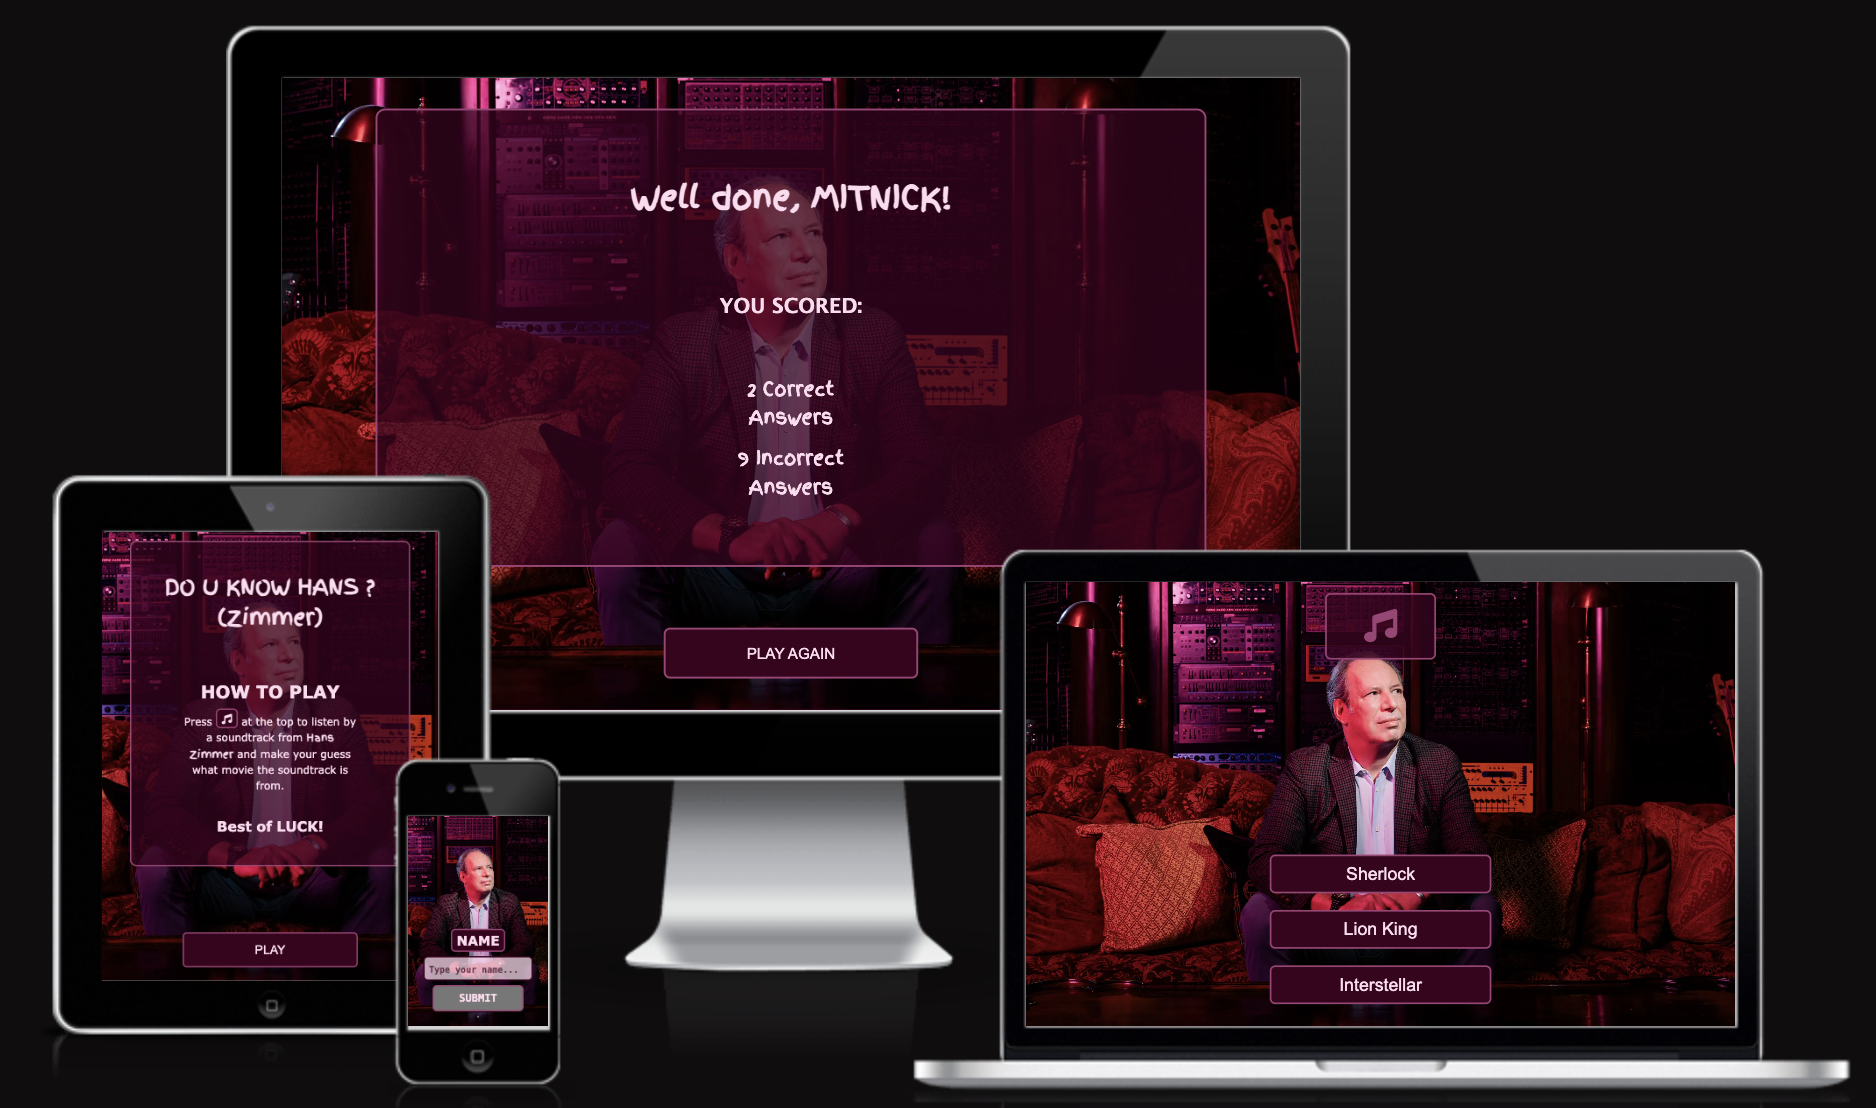 Well done, MITNICK!
YOU SCORED:
2 Correct
Answers
9 Incorrect
Answers
PLAY AGAIN
DO U KNOW HANS ?
(Zimmer)
HOW TO PLAY
Press at the top to listen by
a soundtrack from Hans
Zimmer and make your guess
what movie the soundtrack is
from.
Best of LUCK!
PLAY
NAME
Type your name...
SUBMIT
Sherlock
Lion King
Interstellar